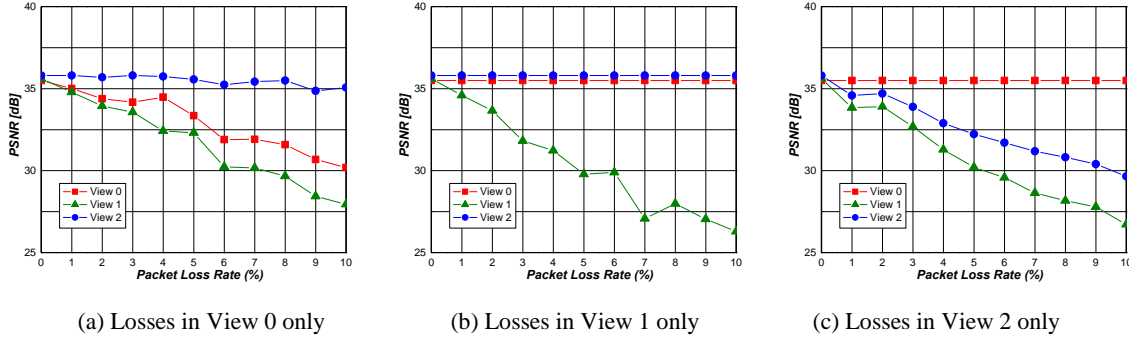 40
35
30
25
PSNR [dB]
View 0
View 1
View 2
0 1 2 3 4 5 6 7 8 9 10
Packet Loss Rate (%)
(a) Losses in View 0 only
40
35
30
25
PSNR [dB]
View 0
View 1
View 2
0 1 2 3 4 5 6 7 8 9 10
Packet Loss Rate (%)
(b) Losses in View 1 only
40
35
30
25
PSNR [dB]
View 0
View 1
View 2
0 1 2 3 4 5 6 7 8 9 10
Packet Loss Rate (%)
(c) Losses in View 2 only